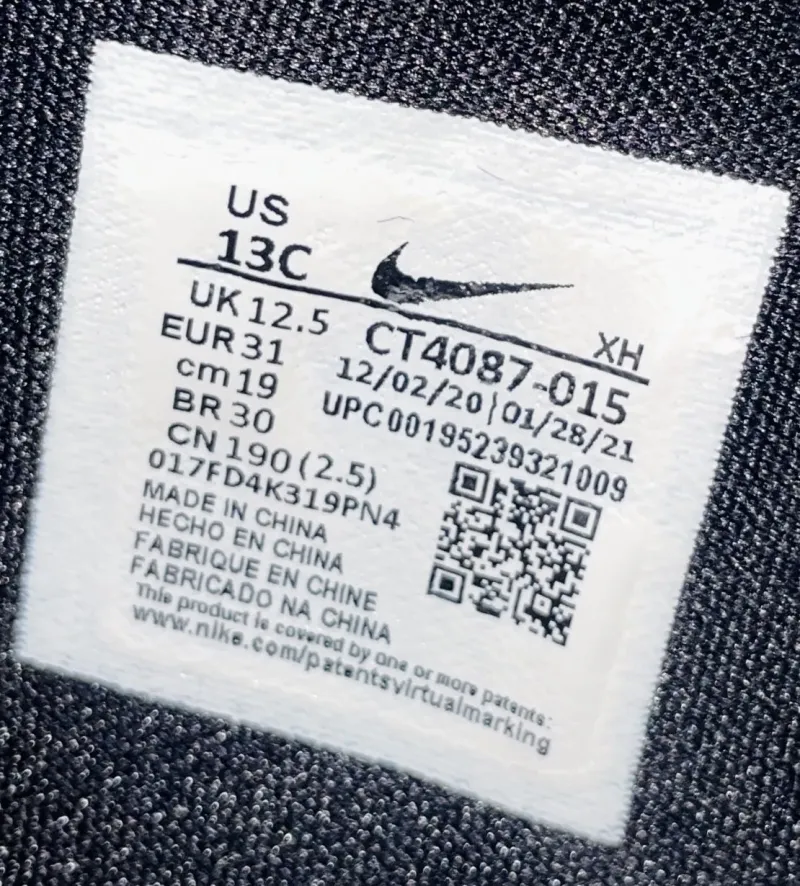 US
13C
UK 12.5
EUR 31
cm 19
BR 30
CN 190 (2.5)
017FD4K319PN4
XH
CT4087-015
12/02/20|01/28/21
UPC00195239321009
MADE IN CHINA
HECHO EN CHINA
FABRIQUE EN CHINE
FABRICADO NA CHINA
This product is covered by one or more patents:
www.nike.com/patentsvirtualmarking